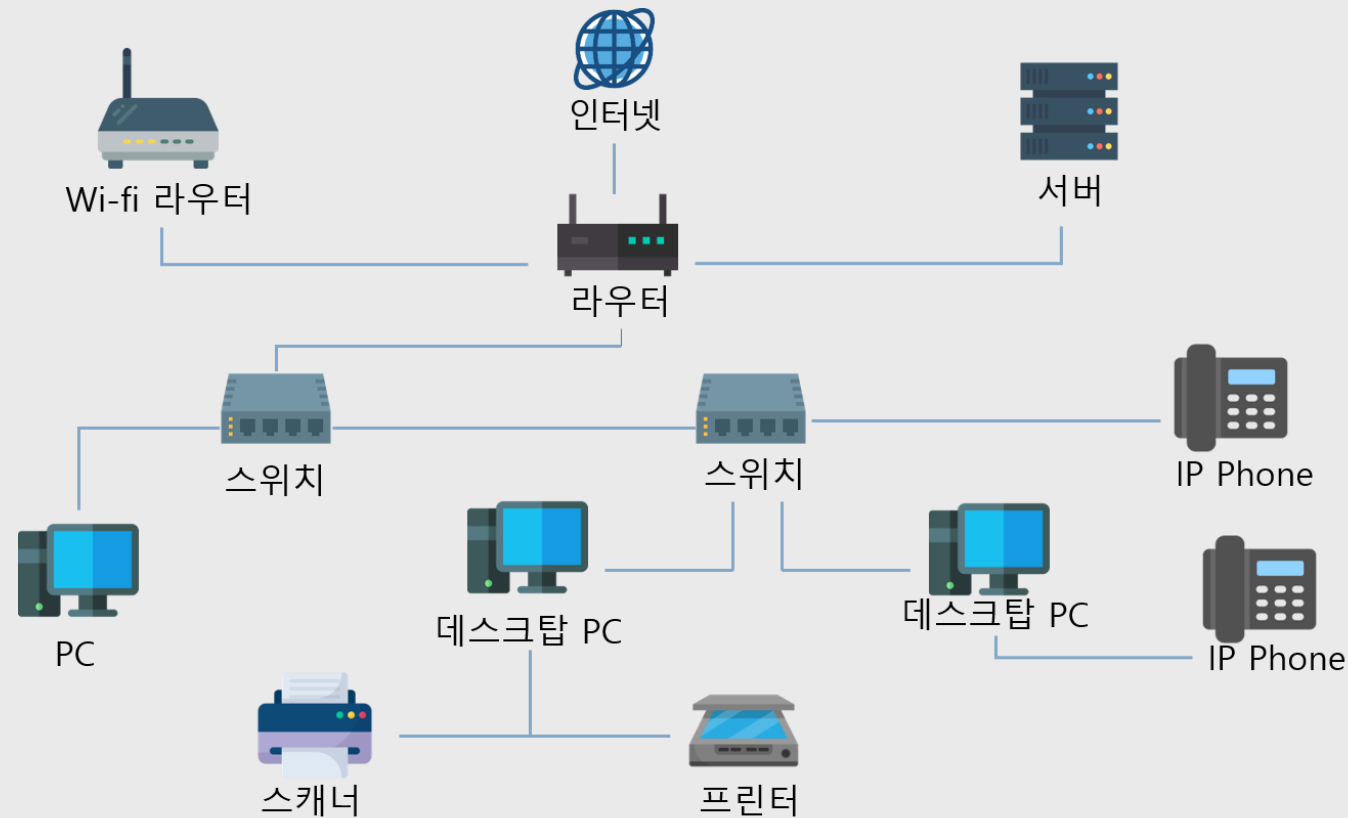 인터넷
Wi-fi 라우터
서버
라우터
스위치
스위치
IP Phone
PC
데스크탑 PC
데스크탑 PC
IP Phone
스캐너
프린터